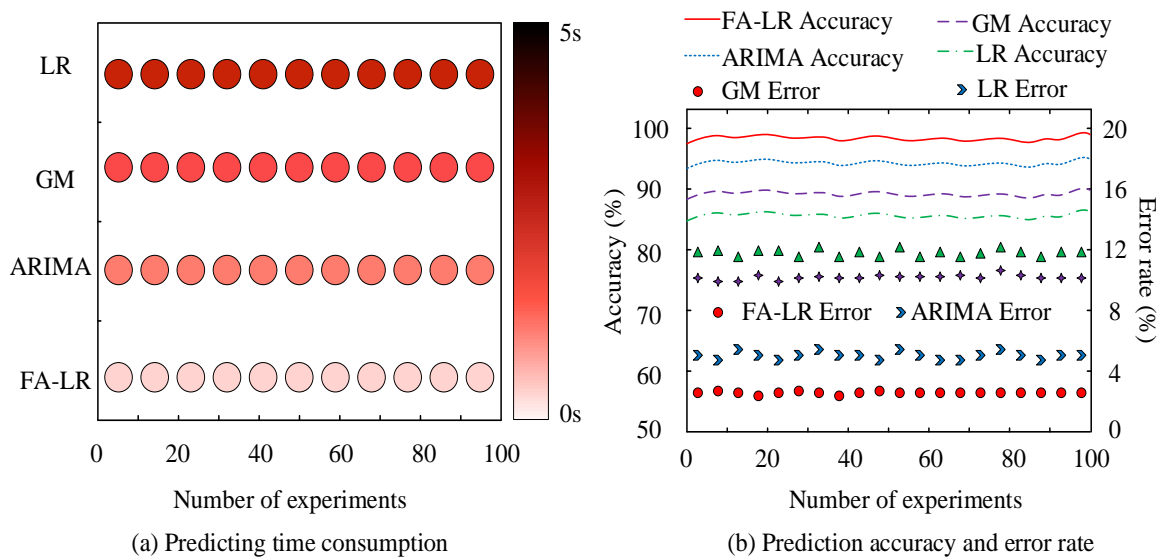 LR
GM
ARIMA
FA-LR
0 20 40 60 80 100
Number of experiments
5s
0s
(a) Predicting time consumption
FA-LR Accuracy
GM Accuracy
ARIMA Accuracy
LR Accuracy
GM Error
LR Error
Accuracy (%)
100
90
80
70
60
50
FA-LR Error
ARIMA Error
20
16
12
8
4
0
Error rate (%)
0 20 40 60 80 100
Number of experiments
(b) Prediction accuracy and error rate